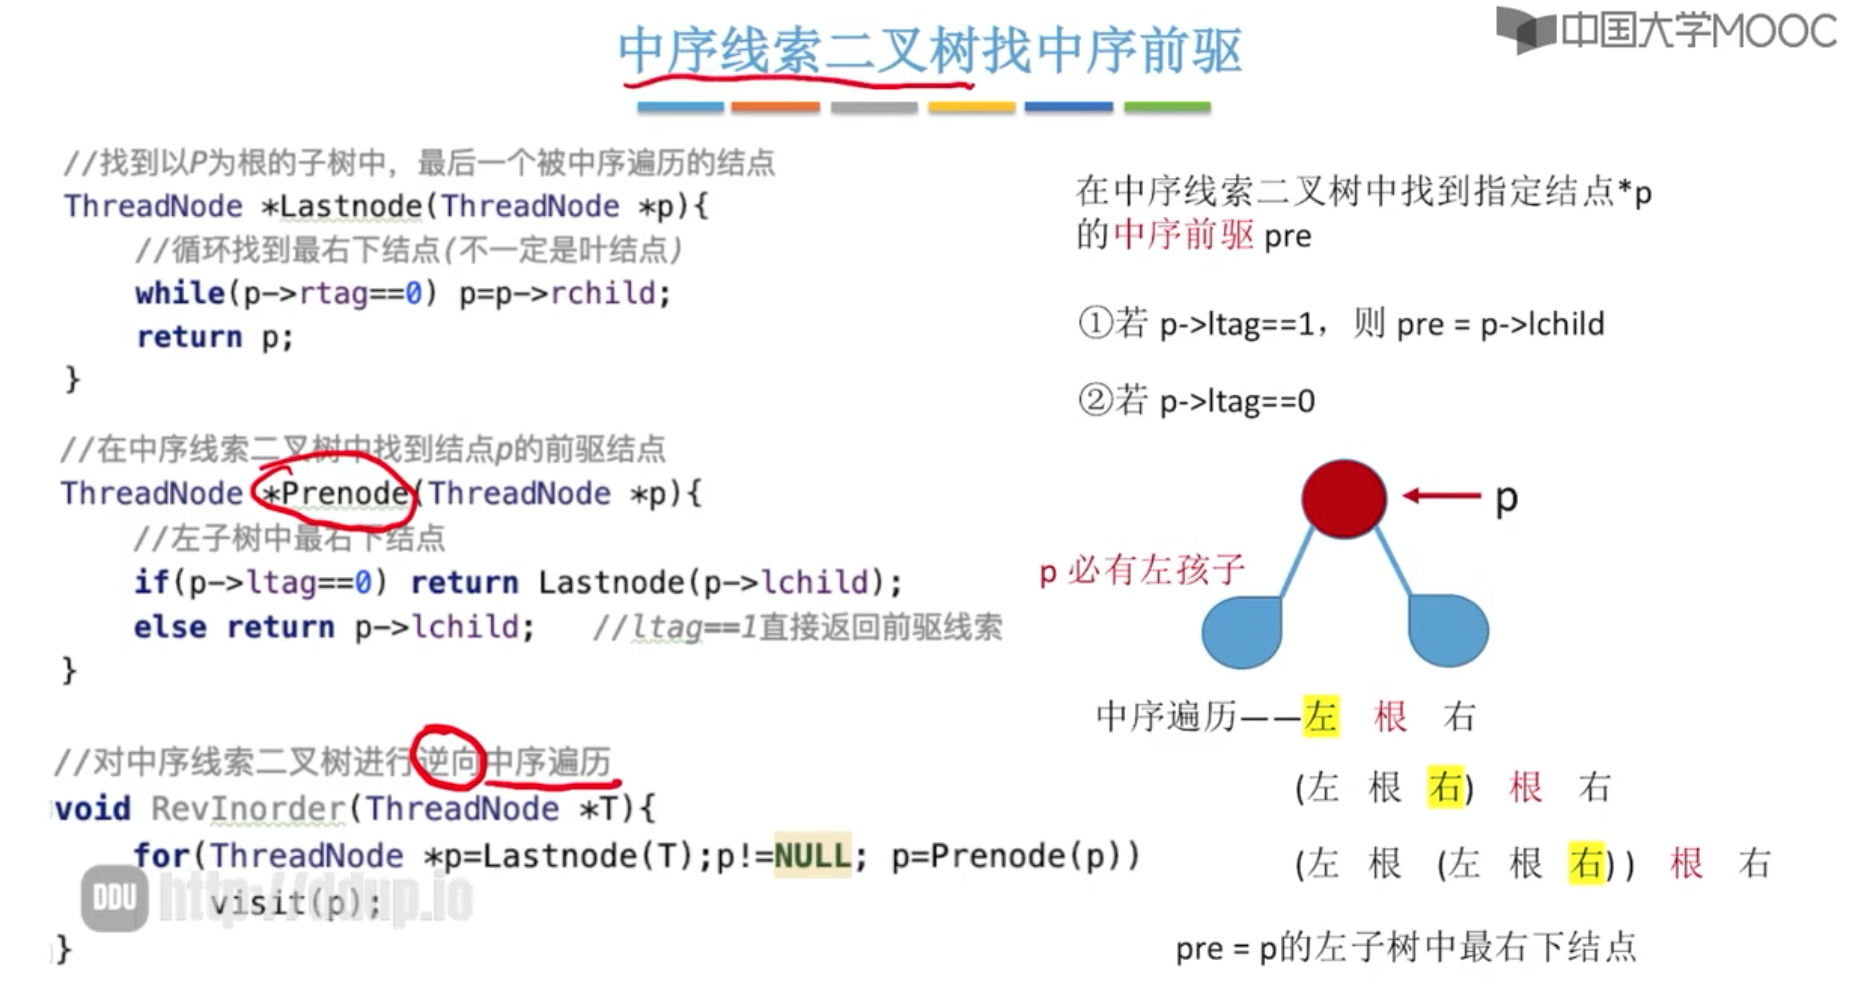 中序线索二叉树找中序前驱
中国大学MOOC
//找到以P为根的子树中，最后一个被中序遍历的结点
ThreadNode *Lastnode(ThreadNode *p){
//循环找到最右下结点(不一定是叶结点)
while(p->rtag==0) p=p->rchild;
return p;
}
//在中序线索二叉树中找到结点p的前驱结点
ThreadNode *Prenode(ThreadNode *p){
//左子树中最右下结点
if(p->ltag==0) return Lastnode(p->lchild);
else return p->lchild; //ltag==1直接返回前驱线索
}
//对中序线索二叉树进行逆向中序遍历
void RevInorder(ThreadNode *T){
for(ThreadNode *p=Lastnode(T);p!=NULL; p=Prenode(p))
visit(p);
}
DDU http://ddup.io
在中序线索二叉树中找到指定结点*p
的中序前驱 pre
①若 p->ltag==1，则 pre = p->lchild
②若 p->ltag==0
p
p 必有左孩子
中序遍历——左 根 右
(左 根 右) 根 右
(左 根 (左 根 右)) 根 右
pre = p的左子树中最右下结点